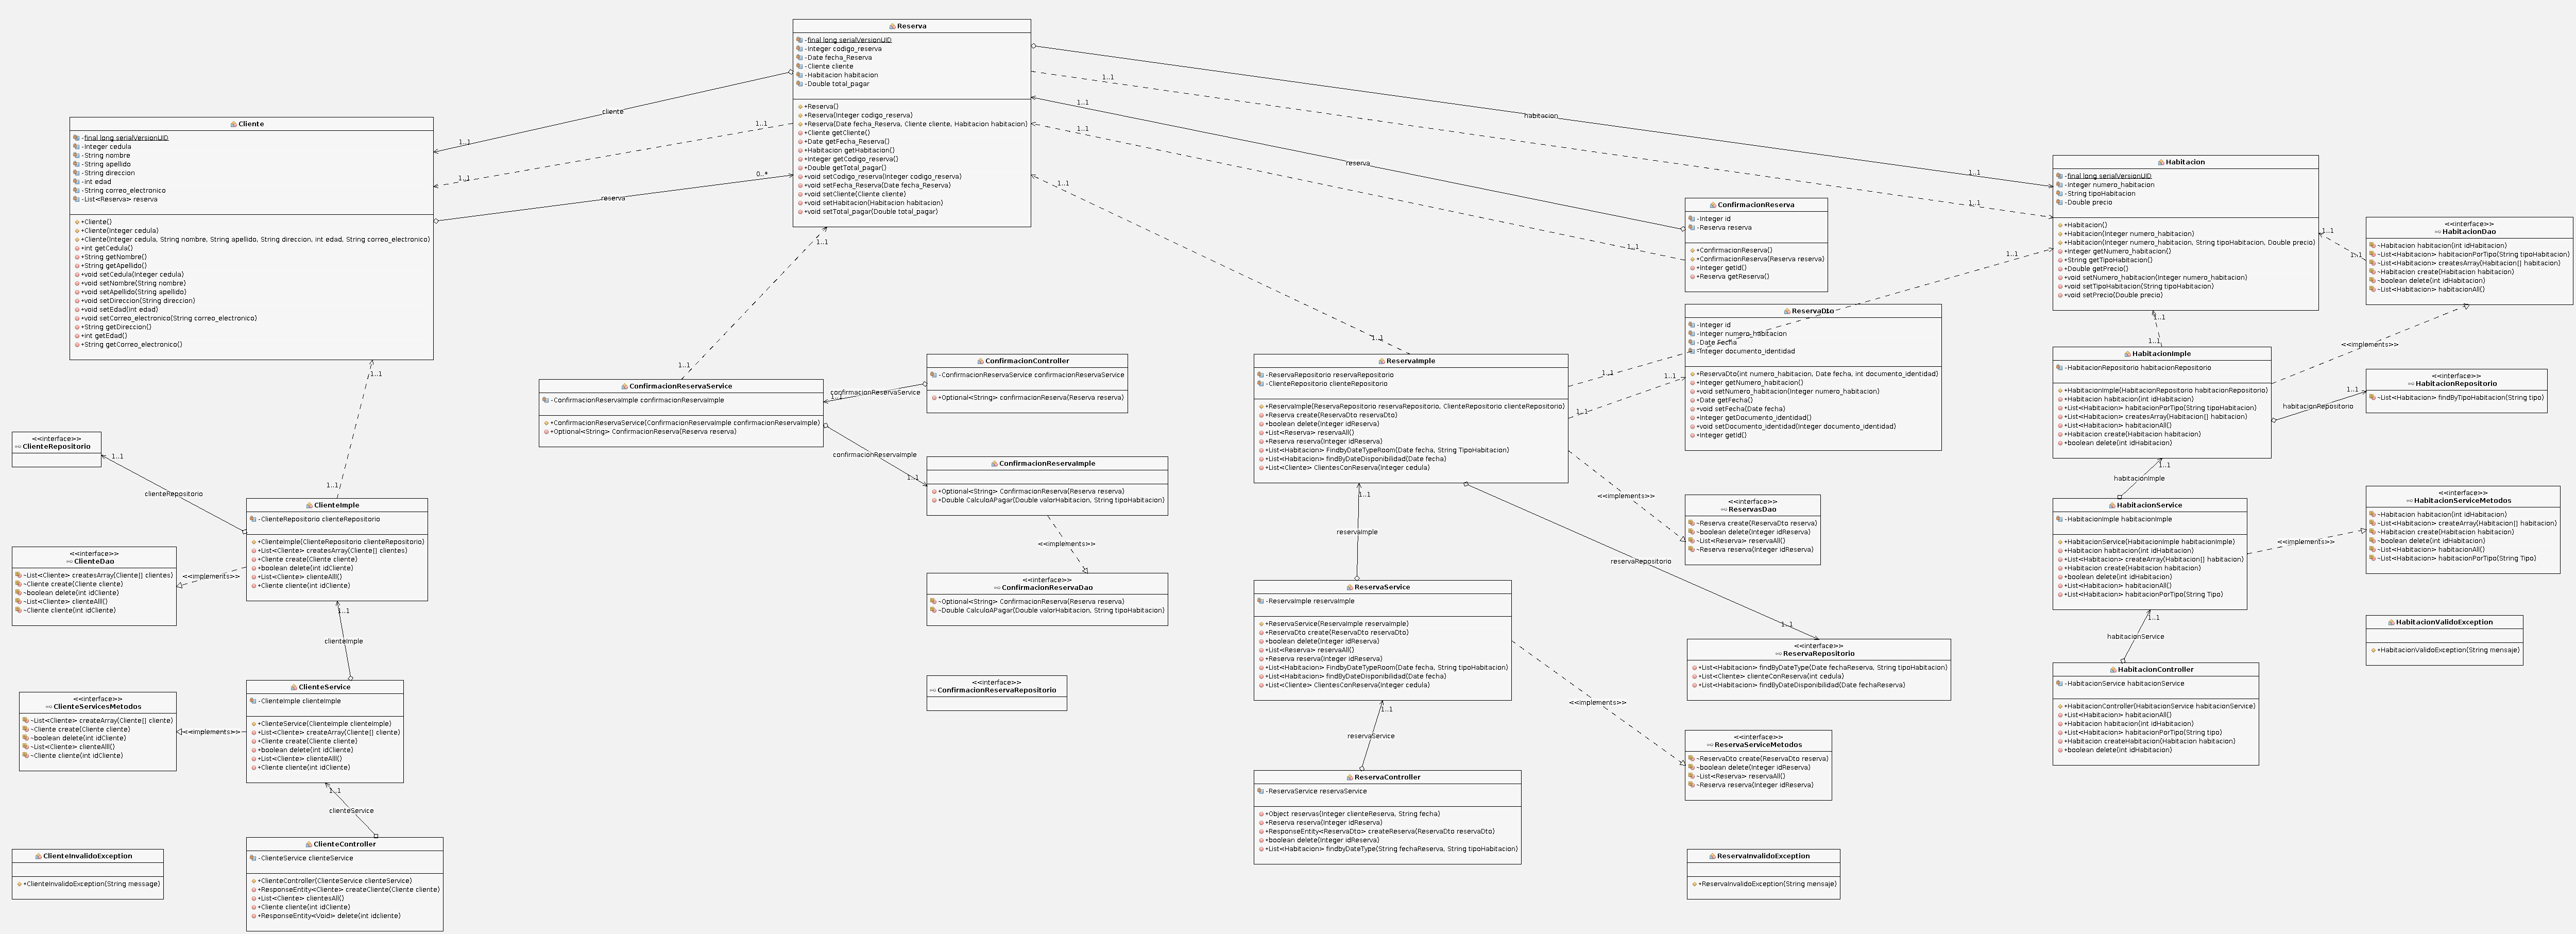 Reserva
-final long serialVersionUID
-Integer codigo_reserva
-Date fecha_Reserva
-Cliente cliente
-Habitacion habitacion
-Double total_pagar
+Reserva()
+Reserva(Integer codigo_reserva)
+Reserva(Date fecha_Reserva, Cliente cliente, Habitacion habitacion)
+Cliente getCliente()
+Date getFecha_Reserva()
+Habitacion getHabitacion()
+Integer getCodigo_reserva()
+Double getTotal_pagar()
+void setCodigo_reserva(Integer codigo_reserva)
+void setFecha_Reserva(Date fecha_Reserva)
+void setCliente(Cliente cliente)
+void setHabitacion(Habitacion habitacion)
+void setTotal_pagar(Double total_pagar)
cliente
1..1
1..1
1..1
reserva
0..*
1..1
1..1
habitacion
1..1
1..1
1..1
reserva
1..1
1..1
1..1
1..1
1..1
Cliente
-final long serialVersionUID
-Integer cedula
-String nombre
-String apellido
-String direccion
-int edad
-String correo_electronico
-List<Reserva> reserva
+Cliente()
+Cliente(Integer cedula)
+Cliente(Integer cedula, String nombre, String apellido, String direccion, int edad, String correo_electronico)
+int getCedula()
+String getNombre()
+String getApellido()
+void setCedula(Integer cedula)
+void setNombre(String nombre)
+void setApellido(String apellido)
+void setDireccion(String direccion)
+void setEdad(int edad)
+void setCorreo_electronico(String correo_electronico)
+String getDireccion()
+int getEdad()
+String getCorreo_electronico()
1..1
1..1
<<interface>>
ClienteRepositorio
1..1
clienteRepositorio
ClienteImple
-ClienteRepositorio clienteRepositorio
+ClienteImple(ClienteRepositorio clienteRepositorio)
+List<Cliente> createsArray(Cliente[] clientes)
+Cliente create(Cliente cliente)
+boolean delete(int idCliente)
+List<Cliente> clienteAlll()
+Cliente cliente(int idCliente)
<<interface>>
ClienteDao
~List<Cliente> createsArray(Cliente[] clientes)
~Cliente create(Cliente cliente)
~boolean delete(int idCliente)
~List<Cliente> clienteAlll()
~Cliente cliente(int idCliente)
<<implements>>
1..1
clienteImple
ClienteService
-ClienteImple clienteImple
+ClienteService(ClienteImple clienteImple)
+List<Cliente> createArray(Cliente[] cliente)
+Cliente create(Cliente cliente)
+boolean delete(int idCliente)
+List<Cliente> clienteAlll()
+Cliente cliente(int idCliente)
<<interface>>
ClienteServicesMetodos
~List<Cliente> createArray(Cliente[] cliente)
~Cliente create(Cliente cliente)
~boolean delete(int idCliente)
~List<Cliente> clienteAlll()
~Cliente cliente(int idCliente)
<<implements>>
1..1
clienteService
ClienteController
-ClienteService clienteService
+ClienteController(ClienteService clienteService)
+ResponseEntity<Cliente> createCliente(Cliente cliente)
+List<Cliente> clientesAll()
+Cliente cliente(int idCliente)
+ResponseEntity<Void> delete(int idcliente)
ClienteInvalidoException
+ClienteInvalidoException(String message)
ConfirmacionReservaService
-ConfirmacionReservaImple confirmacionReservaImple
+ConfirmacionReservaService(ConfirmacionReservaImple confirmacionReservaImple)
+Optional<String> ConfirmacionReserva(Reserva reserva)
ConfirmacionController
-ConfirmacionReservaService confirmacionReservaService
+Optional<String> confirmacionReserva(Reserva reserva)
confirmacionReservaService
1..1
confirmacionReservaImple
1..1
ConfirmacionReservaImple
+Optional<String> ConfirmacionReserva(Reserva reserva)
+Double CalculoAPagar(Double valorHabitacion, String tipoHabitacion)
<<implements>>
<<interface>>
ConfirmacionReservaDao
~Optional<String> ConfirmacionReserva(Reserva reserva)
~Double CalculoAPagar(Double valorHabitacion, String tipoHabitacion)
<<interface>>
ConfirmacionReservaRepositorio
ReservaImple
-ReservaRepositorio reservaRepositorio
-ClienteRepositorio clienteRepositorio
+ReservaImple(ReservaRepositorio reservaRepositorio, ClienteRepositorio clienteRepositorio)
+Reserva create(ReservaDto reservaDto)
+boolean delete(Integer idReserva)
+List<Reserva> reservaAll()
+Reserva reserva(Integer idReserva)
+List<Habitacion> FindbyDateTypeRoom(Date fecha, String TipoHabitacion)
+List<Habitacion> findByDateDisponibilidad(Date fecha)
+List<Cliente> ClientesConReserva(Integer cedula)
1..1
1..1
1..1
1..1
<<implements>>
1..1
reservaImple
reservaRepositorio
1..1
ReservaService
-ReservaImple reservaImple
+ReservaService(ReservaImple reservaImple)
+ReservaDto create(ReservaDto reservaDto)
+boolean delete(Integer idReserva)
+List<Reserva> reservaAll()
+Reserva reserva(Integer idReserva)
+List<Habitacion> FindbyDateTypeRoom(Date fecha, String tipoHabitacion)
+List<Habitacion> findByDateDisponibilidad(Date fecha)
+List<Cliente> ClientesConReserva(Integer cedula)
<<implements>>
1..1
reservaService
ReservaController
-ReservaService reservaService
+Object reservas(Integer clienteReserva, String fecha)
+Reserva reserva(Integer idReserva)
+ResponseEntity<ReservaDto> createReserva(ReservaDto reservaDto)
+boolean delete(Integer idReserva)
+List<Habitacion> findbyDateType(String fechaReserva, String tipoHabitacion)
ConfirmacionReserva
-Integer id
-Reserva reserva
+ConfirmacionReserva()
+ConfirmacionReserva(Reserva reserva)
+Integer getId()
+Reserva getReserva()
ReservaDto
-Integer id
-Integer numero_habitacion
-Date Fecha
-Integer documento_identidad
+ReservaDto(int numero_habitacion, Date fecha, int documento_identidad)
+Integer getNumero_habitacion()
+void setNumero_habitacion(Integer numero_habitacion)
+Date getFecha()
+void setFecha(Date fecha)
+Integer getDocumento_identidad()
+void setDocumento_identidad(Integer documento_identidad)
+Integer getId()
<<interface>>
ReservasDao
~Reserva create(ReservaDto reserva)
~boolean delete(Integer idReserva)
~List<Reserva> reservaAll()
~Reserva reserva(Integer idReserva)
<<interface>>
ReservaRepositorio
+List<Habitacion> findByDateType(Date fechaReserva, String tipoHabitacion)
+List<Cliente> clienteConReserva(int cedula)
+List<Habitacion> findByDateDisponibilidad(Date fechaReserva)
<<interface>>
ReservaServiceMetodos
~ReservaDto create(ReservaDto reserva)
~boolean delete(Integer idReserva)
~List<Reserva> reservaAll()
~Reserva reserva(Integer idReserva)
ReservaInvalidoException
+ReservaInvalidoException(String mensaje)
Habitacion
-final long serialVersionUID
-Integer numero_habitacion
-String tipoHabitacion
-Double precio
+Habitacion()
+Habitacion(Integer numero_habitacion)
+Habitacion(Integer numero_habitacion, String tipoHabitacion, Double precio)
+Integer getNumero_habitacion()
+String getTipoHabitacion()
+Double getPrecio()
+void setNumero_habitacion(Integer numero_habitacion)
+void setTipoHabitacion(String tipoHabitacion)
+void setPrecio(Double precio)
1..1
1..1
<<interface>>
HabitacionDao
~Habitacion habitacion(int idHabitacion)
~List<Habitacion> habitacionPorTipo(String tipoHabitacion)
~List<Habitacion> createsArray(Habitacion[] habitacion)
~Habitacion create(Habitacion habitacion)
~boolean delete(int idHabitacion)
~List<Habitacion> habitacionAll()
1..1
1..1
<<implements>>
HabitacionImple
-HabitacionRepositorio habitacionRepositorio
+HabitacionImple(HabitacionRepositorio habitacionRepositorio)
+Habitacion habitacion(int idHabitacion)
+List<Habitacion> habitacionPorTipo(String tipoHabitacion)
+List<Habitacion> createsArray(Habitacion[] habitacion)
+List<Habitacion> habitacionAll()
+Habitacion create(Habitacion habitacion)
+boolean delete(int idHabitacion)
<<interface>>
HabitacionRepositorio
~List<Habitacion> findByTipoHabitacion(String tipo)
1..1
habitacionRepositorio
1..1
habitacionImple
HabitacionService
-HabitacionImple habitacionImple
+HabitacionService(HabitacionImple habitacionImple)
+Habitacion habitacion(int idHabitacion)
+List<Habitacion> createArray(Habitacion[] habitacion)
+Habitacion create(Habitacion habitacion)
+boolean delete(int idHabitacion)
+List<Habitacion> habitacionAll()
+List<Habitacion> habitacionPorTipo(String Tipo)
<<implements>>
<<interface>>
HabitacionServiceMetodos
~Habitacion habitacion(int idHabitacion)
~List<Habitacion> createArray(Habitacion[] habitacion)
~Habitacion create(Habitacion habitacion)
~boolean delete(int idHabitacion)
~List<Habitacion> habitacionAll()
~List<Habitacion> habitacionPorTipo(String Tipo)
1..1
habitacionService
HabitacionController
-HabitacionService habitacionService
+HabitacionController(HabitacionService habitacionService)
+List<Habitacion> habitacionAll()
+Habitacion habitacion(int idHabitacion)
+List<Habitacion> habitacionPorTipo(String tipo)
+Habitacion createHabitacion(Habitacion habitacion)
+boolean delete(int idHabitacion)
HabitacionValidoException
+HabitacionValidoException(String mensaje)